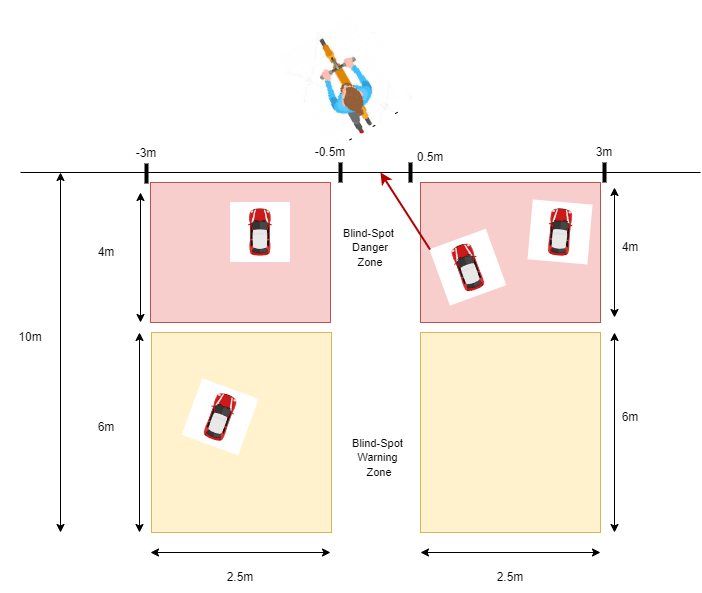 -3m
-0.5m
0.5m
3m
4m
Blind-Spot
Danger
Zone
4m
10m
6m
Blind-Spot
Warning
Zone
6m
2.5m
2.5m